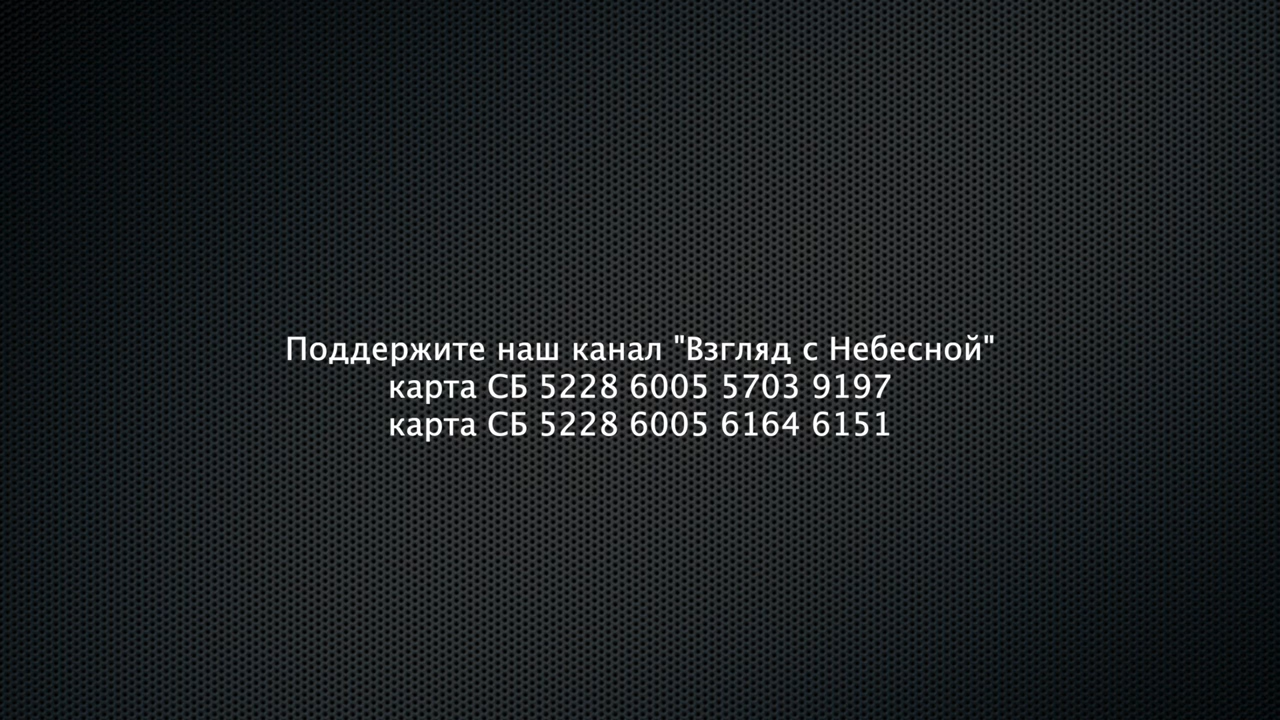 Поддержите наш канал "Взгляд с Небесной"
карта СБ 5228 6005 5703 9197
карта СБ 5228 6005 6164 6151